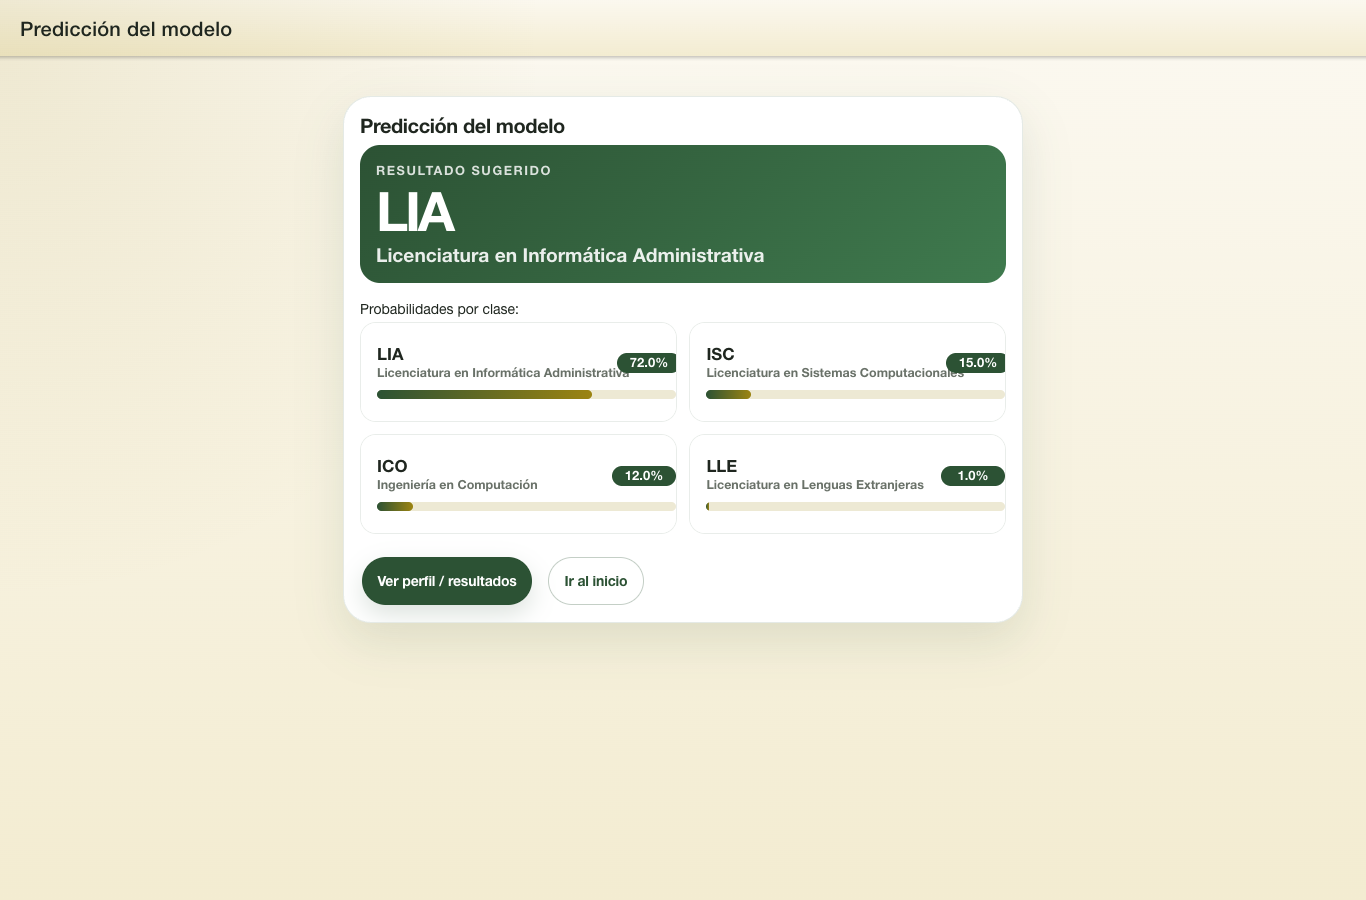 Predicción del modelo
Predicción del modelo
RESULTADO SUGERIDO
LIA
Licenciatura en Informática Administrativa
Probabilidades por clase:
LIA
Licenciatura en Informática Administrativa
72.0%
ISC
Licenciatura en Sistemas Computacionales
15.0%
ICO
Ingeniería en Computación
12.0%
LLE
Licenciatura en Lenguas Extranjeras
1.0%
Ver perfil / resultados
Ir al inicio